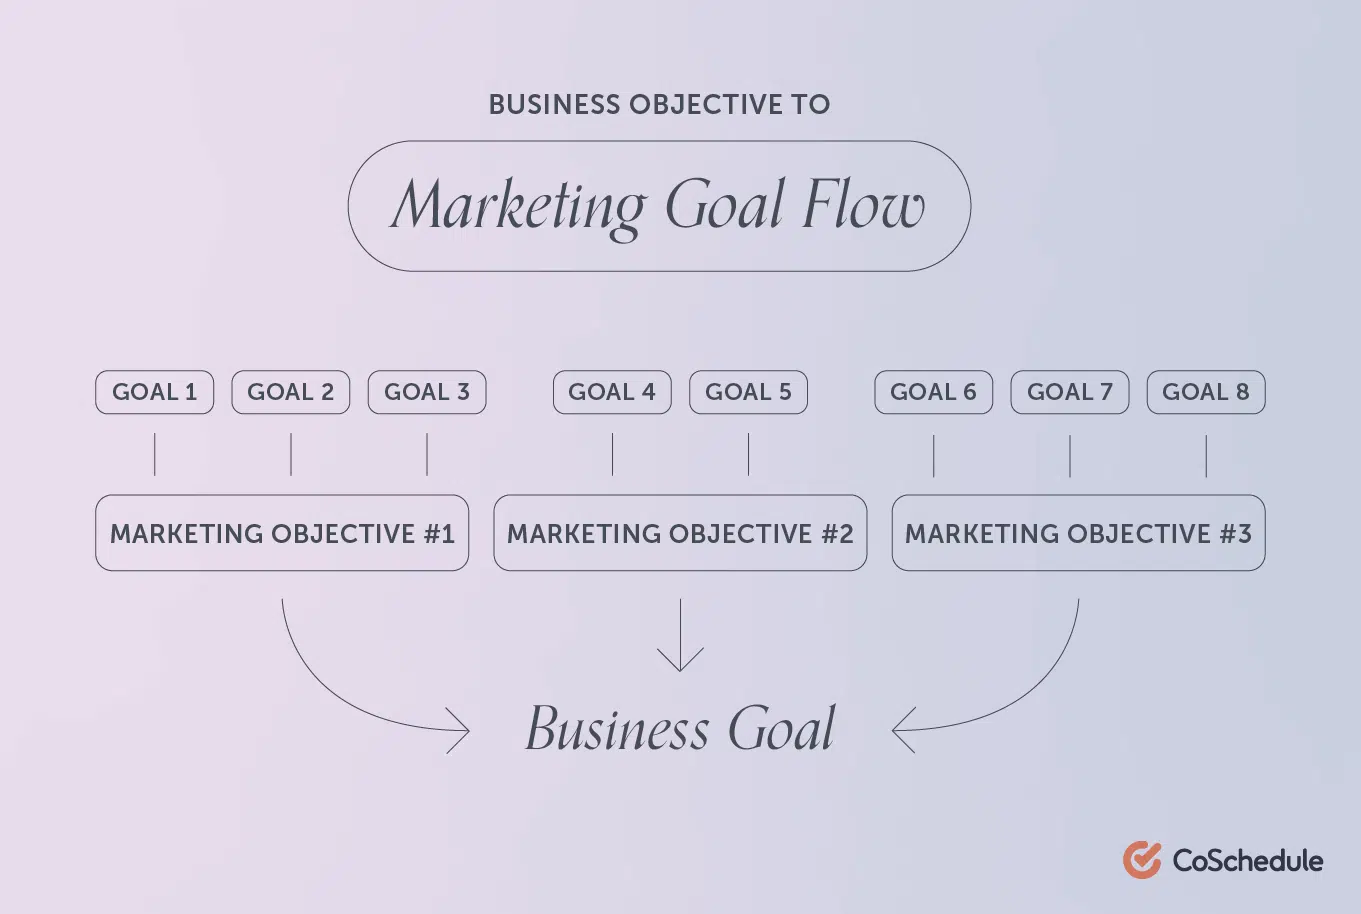 BUSINESS OBJECTIVE TO
Marketing Goal Flow
GOAL 1 GOAL 2 GOAL 3 GOAL 4 GOAL 5 GOAL 6 GOAL 7 GOAL 8
MARKETING OBJECTIVE #1 MARKETING OBJECTIVE #2 MARKETING OBJECTIVE #3
Business Goal
CoSchedule